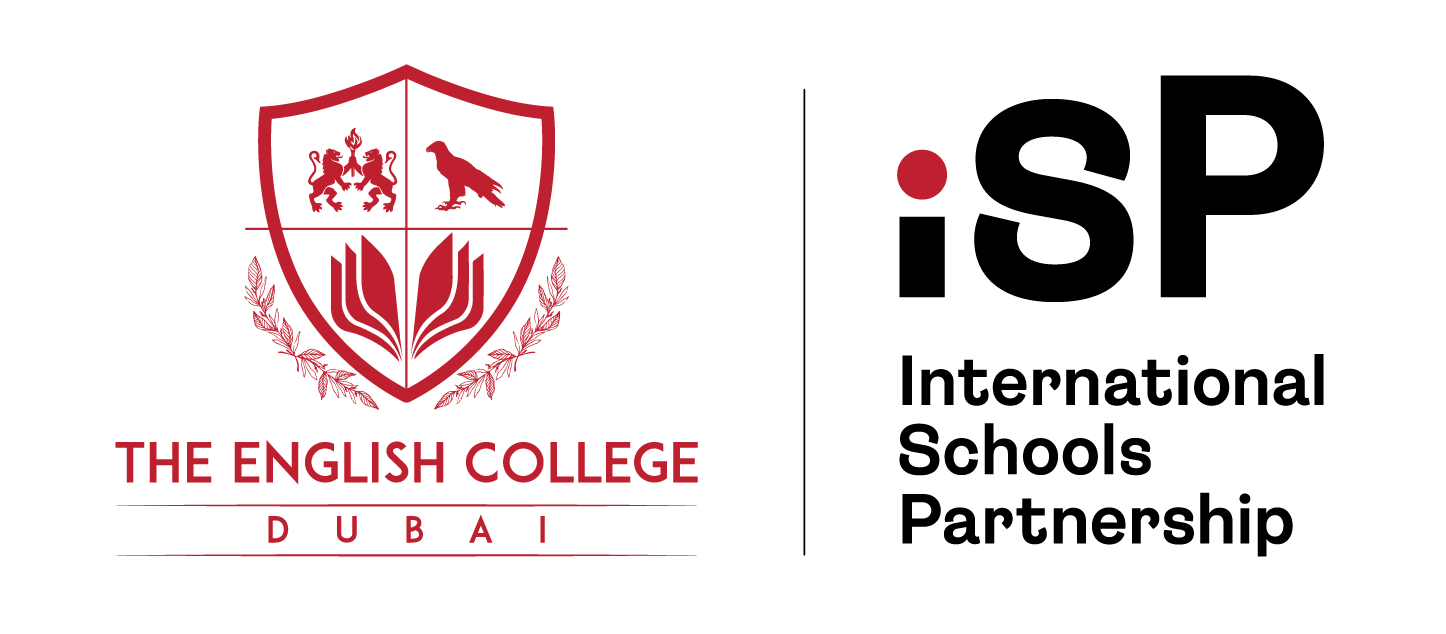 THE ENGLISH COLLEGE
DUBAI
iSP
International
Schools
Partnership